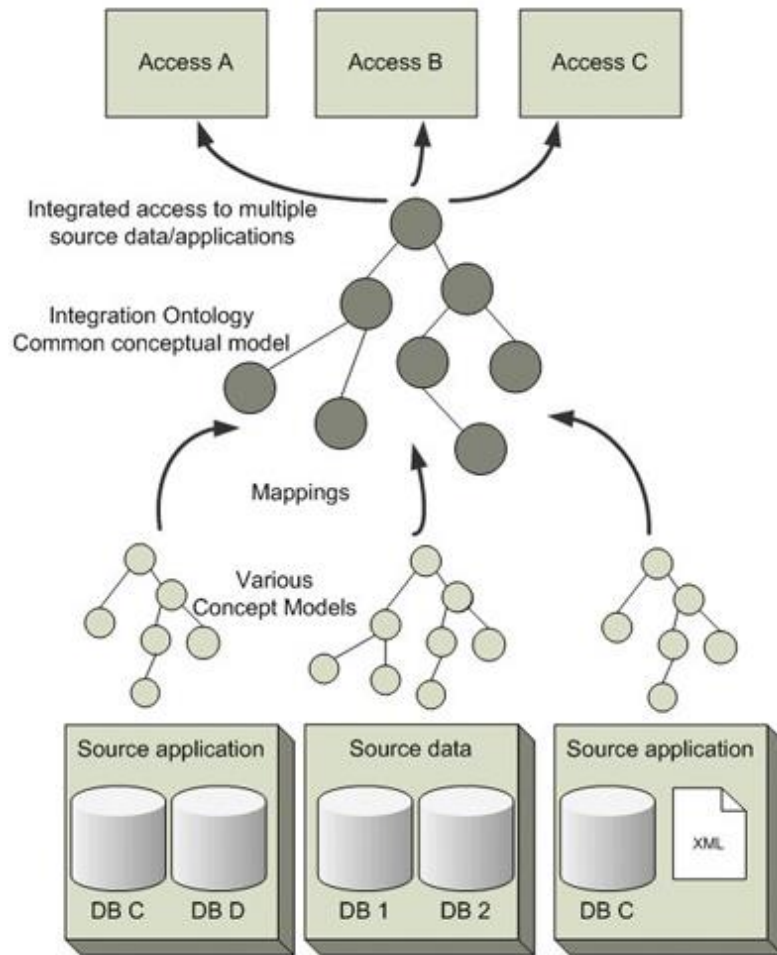 Access A
Access B
Access C
Integrated access to multiple
source data/applications
Integration Ontology
Common conceptual model
Mappings
Various
Concept Models
Source application
DB C
DB D
Source data
DB 1
DB 2
Source application
DB C
XML